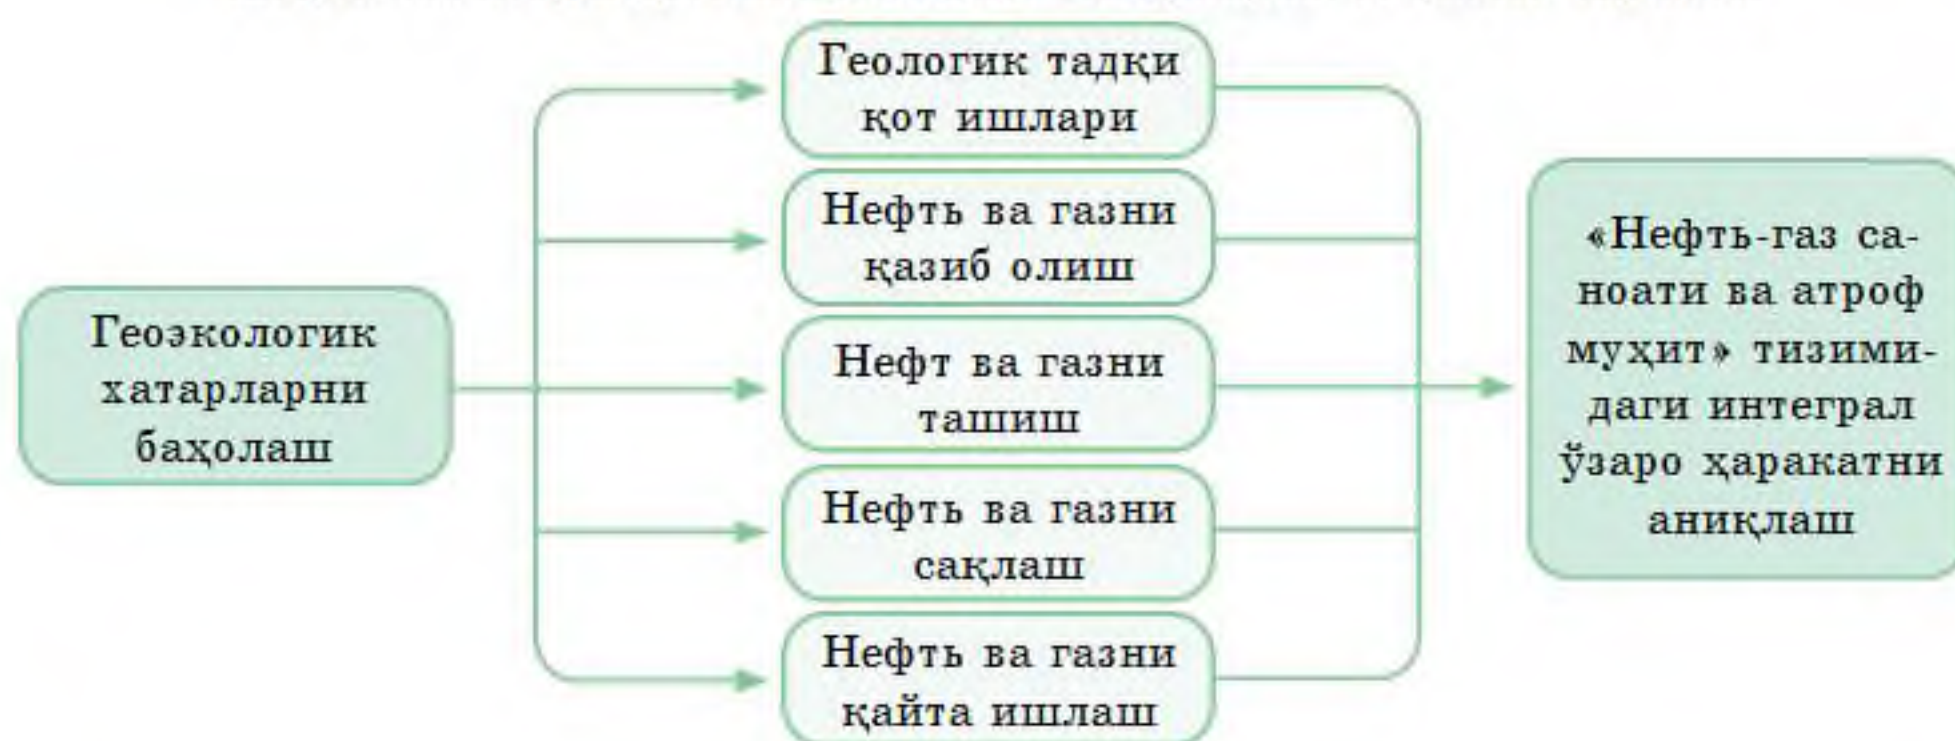 Геоэкологик
хатарларни
баҳолаш
Геологик тадқи
қот ишлари
Нефть ва газни
қазиб олиш
Нефт ва газни
ташиш
Нефть ва газни
сақлаш
Нефть ва газни
қайта ишлаш
«Нефть-газ са-
ноати ва атроф
муҳит» тизими-
даги интеграл
ўзаро ҳаракатни
аниқлаш